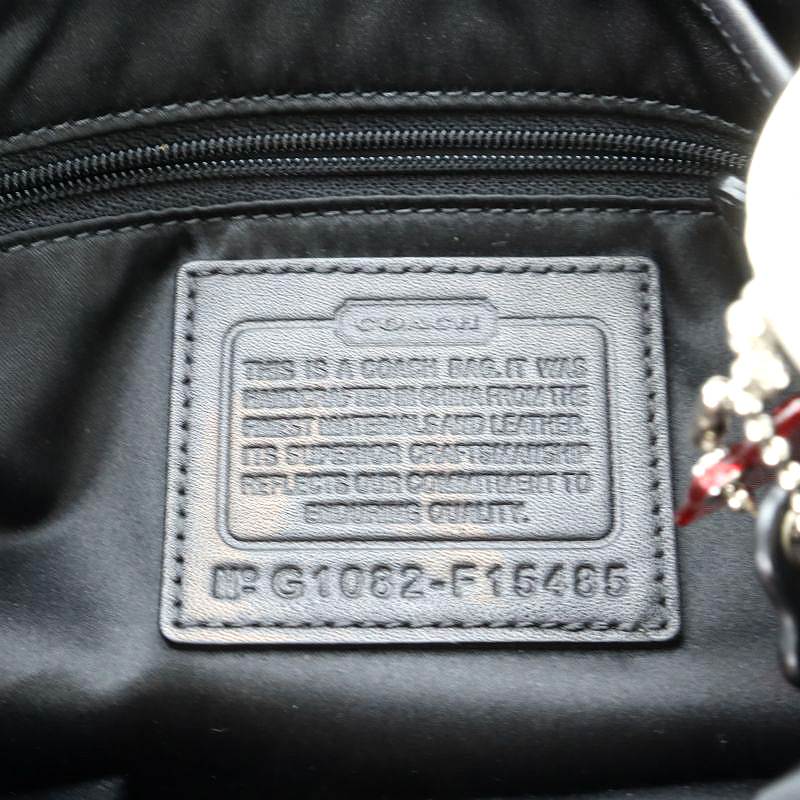 COACH
THIS IS A COACH BAG. IT WAS
HANDCRAFTED IN CHINA FROM THE
FINEST MATERIALS AND LEATHER.
ITS SUPERIOR CRAFTSMANSHIP
REFLECTS OUR COMMITMENT TO
ENDURING QUALITY.
Nº G1082-F15485